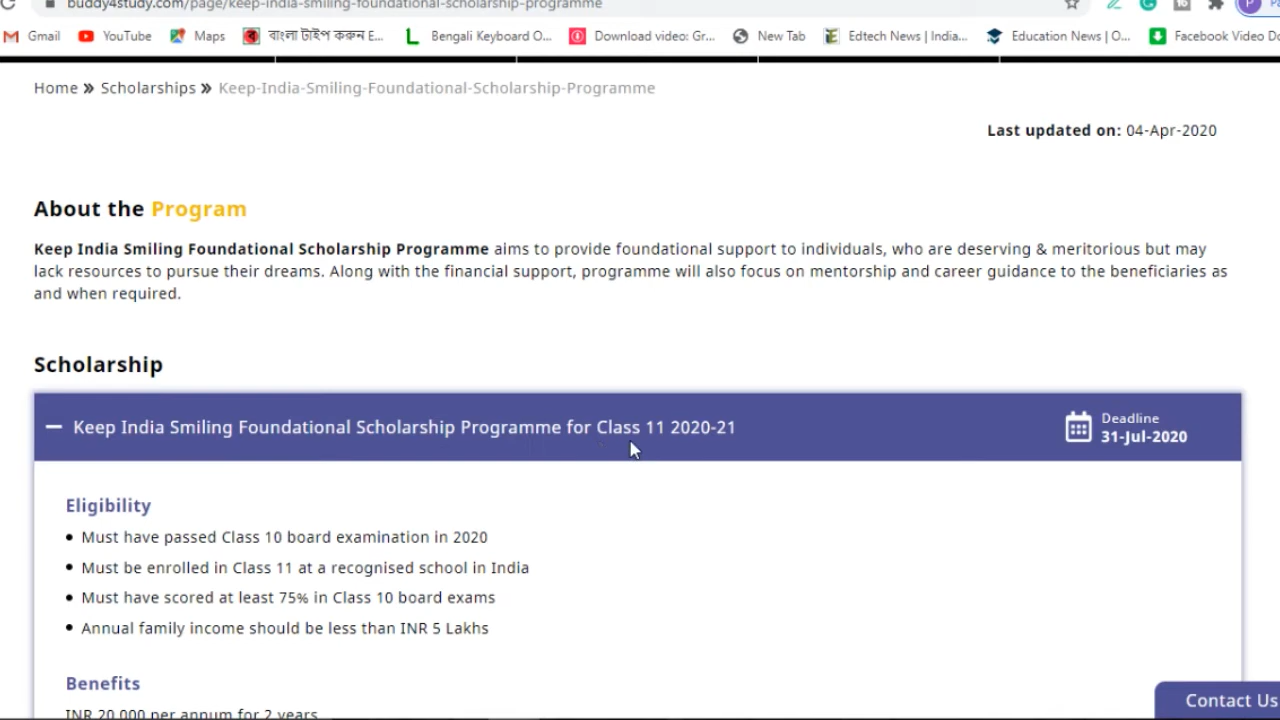 buddy4study.com/page/keep-india-smiling-foundational-scholarship-programme
Gmail YouTube Maps বাংলা টাইপ করুন E... Bengali Keyboard O... Download video: Gr... New Tab Edtech News | India... Education News | O... Facebook Video Do
Home » Scholarships » Keep-India-Smiling-Foundational-Scholarship-Programme
Last updated on: 04-Apr-2020
About the Program
Keep India Smiling Foundational Scholarship Programme aims to provide foundational support to individuals, who are deserving & meritorious but may
lack resources to pursue their dreams. Along with the financial support, programme will also focus on mentorship and career guidance to the beneficiaries as
and when required.
Scholarship
Keep India Smiling Foundational Scholarship Programme for Class 11 2020-21
Deadline
31-Jul-2020
Eligibility
• Must have passed Class 10 board examination in 2020
• Must be enrolled in Class 11 at a recognised school in India
• Must have scored at least 75% in Class 10 board exams
• Annual family income should be less than INR 5 Lakhs
Benefits
INR 20,000 per annum for 2 years
Contact Us